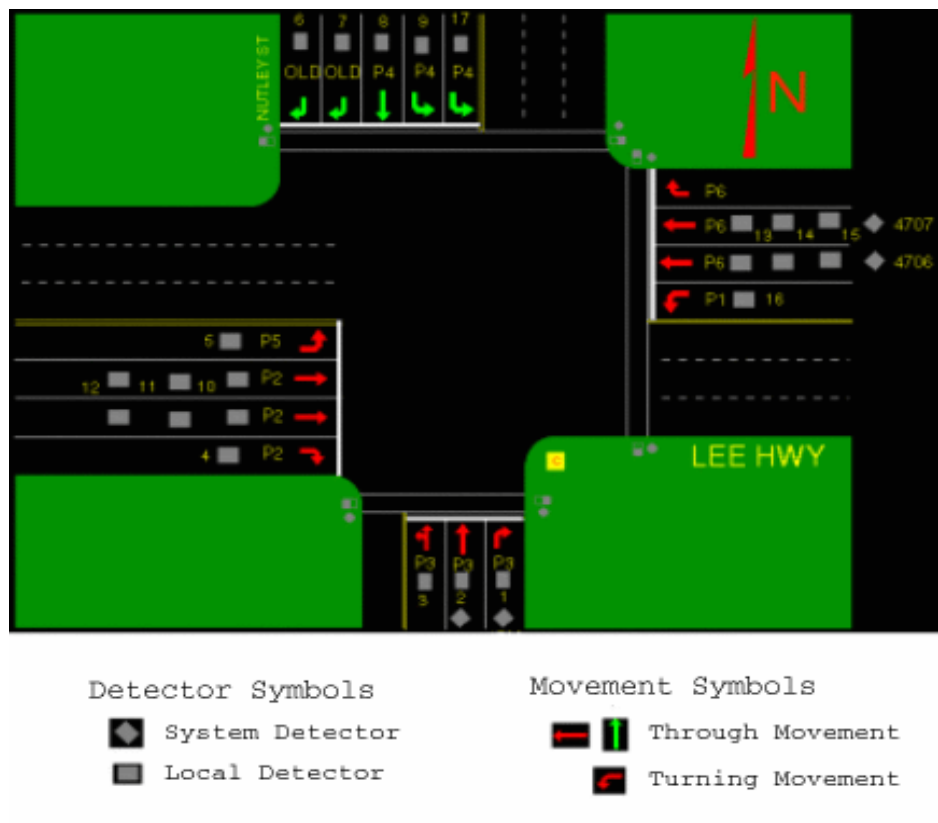 6 7 8 9 17
OLD OLD P4 P4 P4
NUTLEY ST
N
P6
P6 13 14 15 4707
P6 4706
P1 16
5 P5
12 11 10 P2
P2
4 P2
LEE HWY
C
P3 P3 P3
3 2 1
Detector Symbols
System Detector
Local Detector
Movement Symbols
Through Movement
Turning Movement